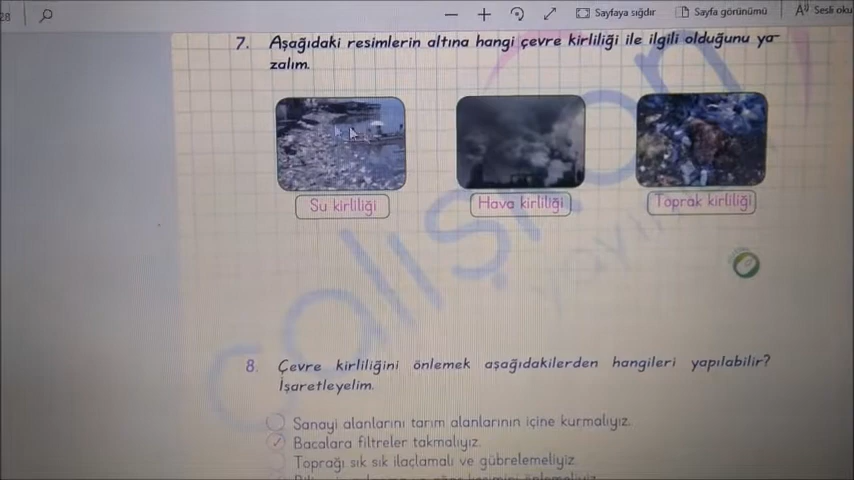 28 Sayfaya sığdır Sayfa görünümü Sesli oku
7. Aşağıdaki resimlerin altına hangi çevre kirliliği ile ilgili olduğunu ya-
zalım.
Su kirliliği Hava kirliliği Toprak kirliliği
8. Çevre kirliliğini önlemek aşağıdakilerden hangileri yapılabilir?
İşaretleyelim.
Sanayi alanlarını tarım alanlarının içine kurmalıyız.
Bacalara filtreler takmalıyız.
Toprağı sık sık ilaçlamalı ve gübrelemeliyiz.